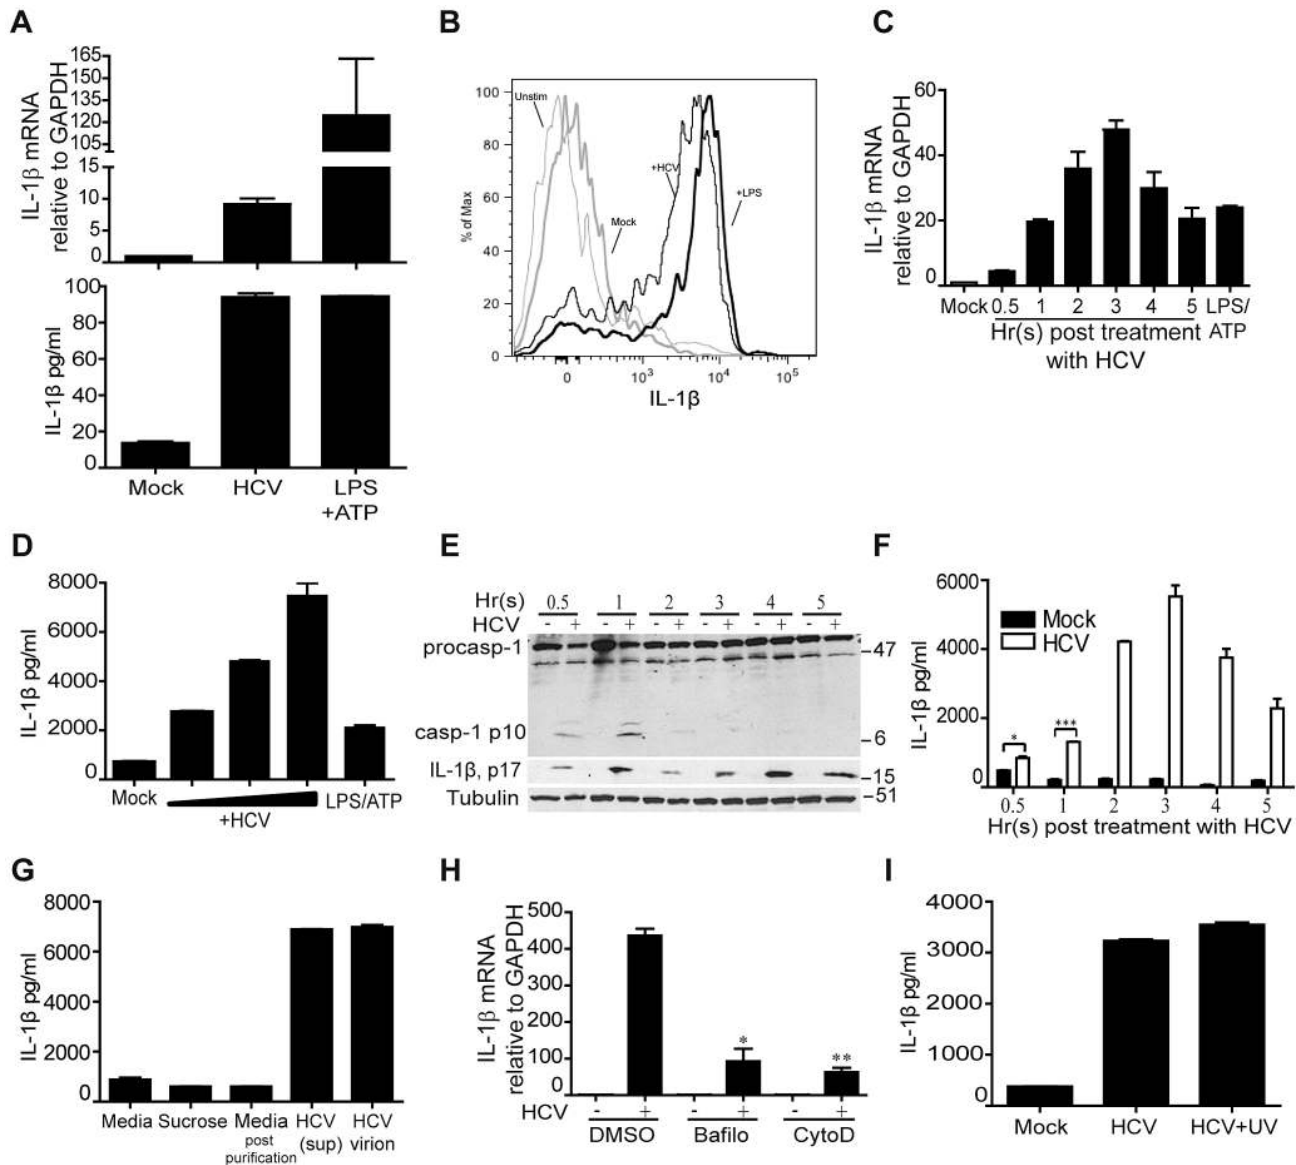 A
IL-1β mRNA
relative to GAPDH
165
150
135
120
105
15
10
5
0
IL-1β pg/ml
100
80
60
40
20
0
Mock HCV LPS
+ATP
B
% of Max
100
80
60
40
20
0
Unstim
+HCV
+LPS
Mock
0 10³ 10⁴ 10⁵
IL-1β
C
IL-1β mRNA
relative to GAPDH
60
40
20
0
Mock 0.5 1 2 3 4 5 LPS/
Hr(s) post treatment ATP
with HCV
D
IL-1β pg/ml
8000
6000
4000
2000
0
Mock LPS/ATP
+HCV
E
Hr(s) 0.5 1 2 3 4 5
HCV - + - + - + - + - + - +
procasp-1 -47
casp-1 p10 -6
IL-1β, p17 -15
Tubulin -51
F
IL-1β pg/ml
6000
4000
2000
0
Mock
HCV
* ***
0.5 1 2 3 4 5
Hr(s) post treatment with HCV
G
IL-1β pg/ml
8000
6000
4000
2000
0
Media Sucrose Media HCV HCV
post (sup) virion
purification
H
IL-1β mRNA
relative to GAPDH
500
400
300
200
100
0
* **
HCV - + - + - +
DMSO Bafilo CytoD
I
IL-1β pg/ml
4000
3000
2000
1000
0
Mock HCV HCV+UV